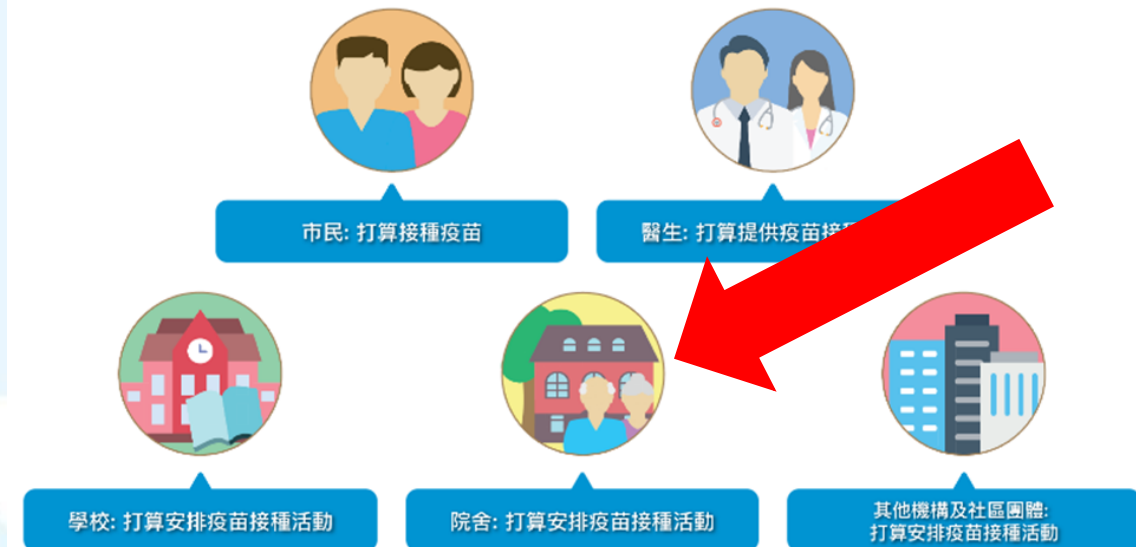 市民: 打算接種疫苗
醫生: 打算提供疫苗接
學校: 打算安排疫苗接種活動
院舍: 打算安排疫苗接種活動
其他機構及社區團體:
打算安排疫苗接種活動